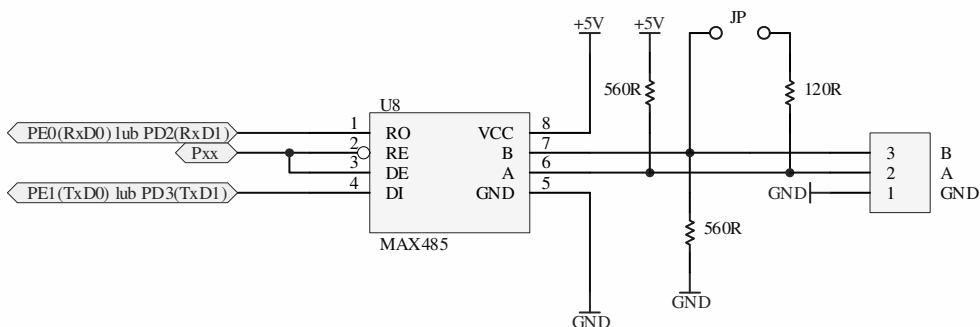 +5V
+5V
JP
560R
120R
U8
PE0(RxD0) lub PD2(RxD1)
1
RO
VCC
8
Pxx
2
RE
B
7
3
B
3
DE
A
6
2
A
PE1(TxD0) lub PD3(TxD1)
4
DI
GND
5
GND
1
GND
MAX485
560R
GND
GND